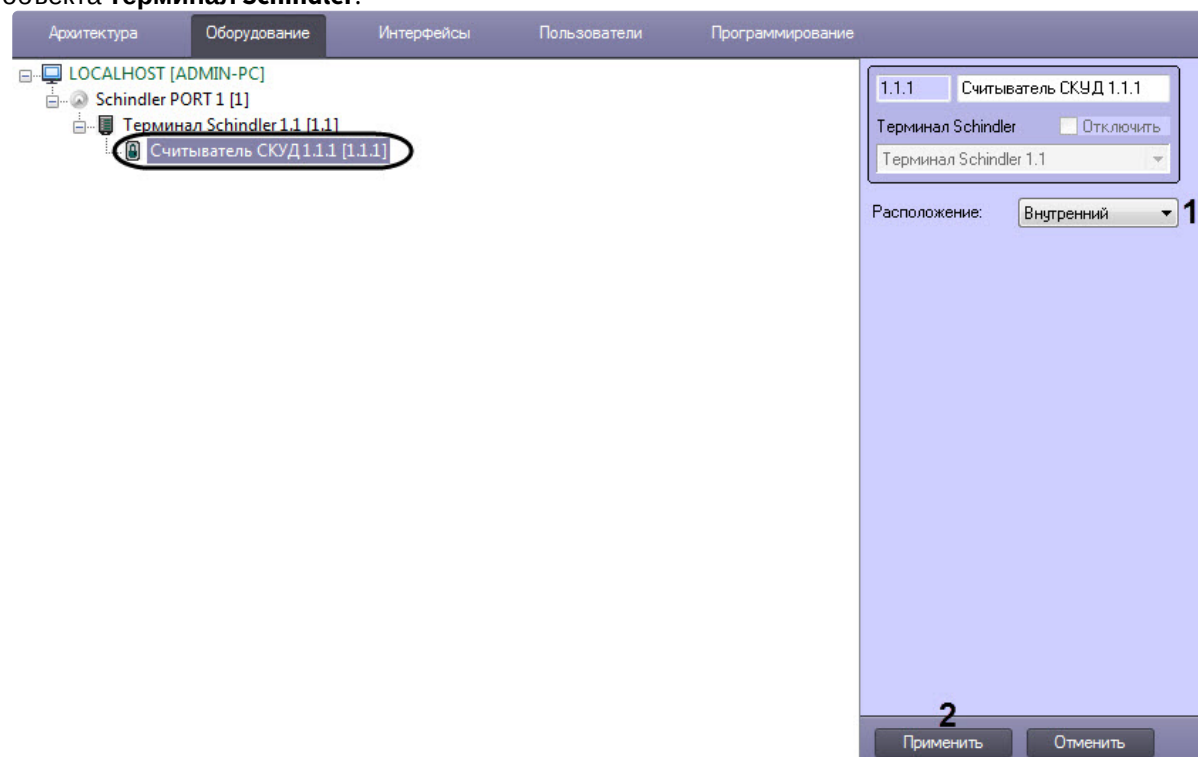 объекта Терминал Schindler.
Архитектура Оборудование Интерфейсы Пользователи Программирование
LOCALHOST [ADMIN-PC]
Schindler PORT 1 [1]
Терминал Schindler 1.1 [1.1]
Считыватель СКУД 1.1.1 [1.1.1]
1.1.1 Считыватель СКУД 1.1.1
Терминал Schindler Отключить
Терминал Schindler 1.1
Расположение: Внутренний 1
2
Применить Отменить